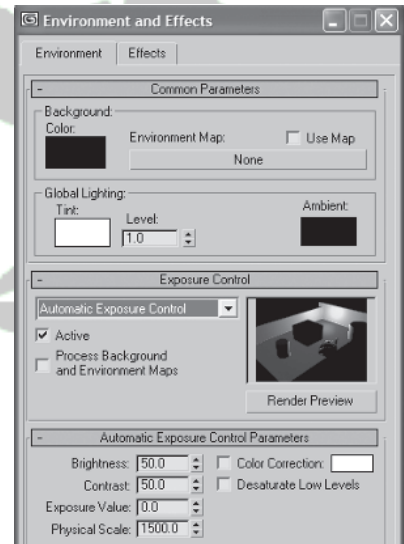 Environment and Effects
Environment Effects
- Common Parameters
Background:
Color:
Environment Map: Use Map
None
Global Lighting:
Tint: Level: Ambient:
1.0
- Exposure Control
Automatic Exposure Control
Active
Process Background
and Environment Maps
Render Preview
- Automatic Exposure Control Parameters
Brightness: 50.0 Color Correction:
Contrast: 50.0 Desaturate Low Levels
Exposure Value: 0.0
Physical Scale: 1500.0